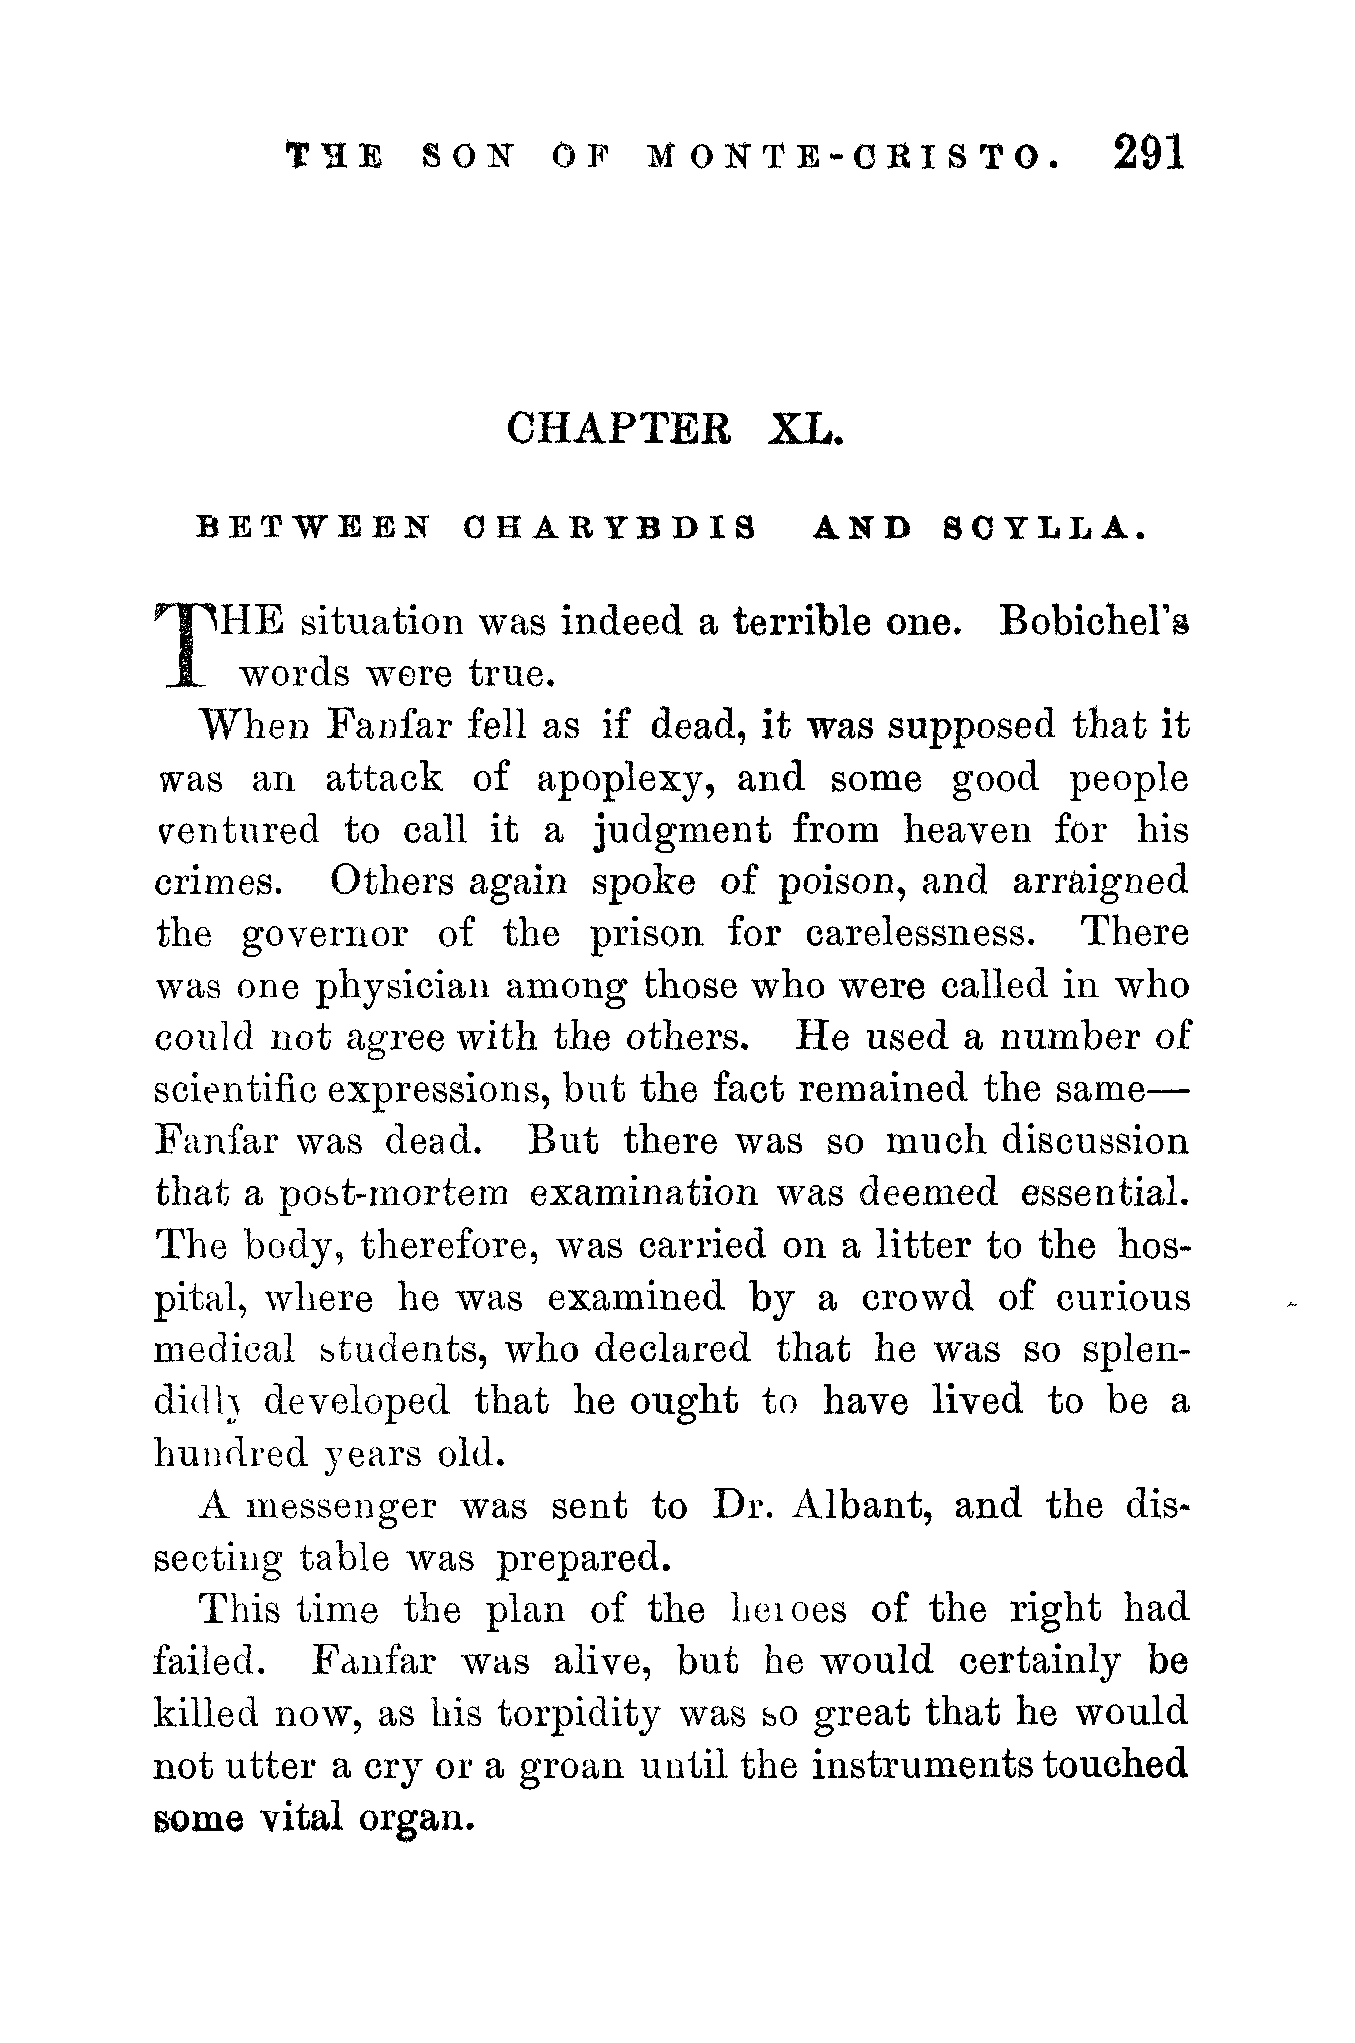 THE SON OF MONTE-CRISTO. 291
CHAPTER XL.
BETWEEN CHARYBDIS AND SCYLLA.
THE situation was indeed a terrible one. Bobichel's
words were true.
When Fanfar fell as if dead, it was supposed that it
was an attack of apoplexy, and some good people
ventured to call it a judgment from heaven for his
crimes. Others again spoke of poison, and arraigned
the governor of the prison for carelessness. There
was one physician among those who were called in who
could not agree with the others. He used a number of
scientific expressions, but the fact remained the same—
Fanfar was dead. But there was so much discussion
that a post-mortem examination was deemed essential.
The body, therefore, was carried on a litter to the hos-
pital, where he was examined by a crowd of curious
medical students, who declared that he was so splen-
didly developed that he ought to have lived to be a
hundred years old.
A messenger was sent to Dr. Albant, and the dis-
secting table was prepared.
This time the plan of the heroes of the right had
failed. Fanfar was alive, but he would certainly be
killed now, as his torpidity was so great that he would
not utter a cry or a groan until the instruments touched
some vital organ.